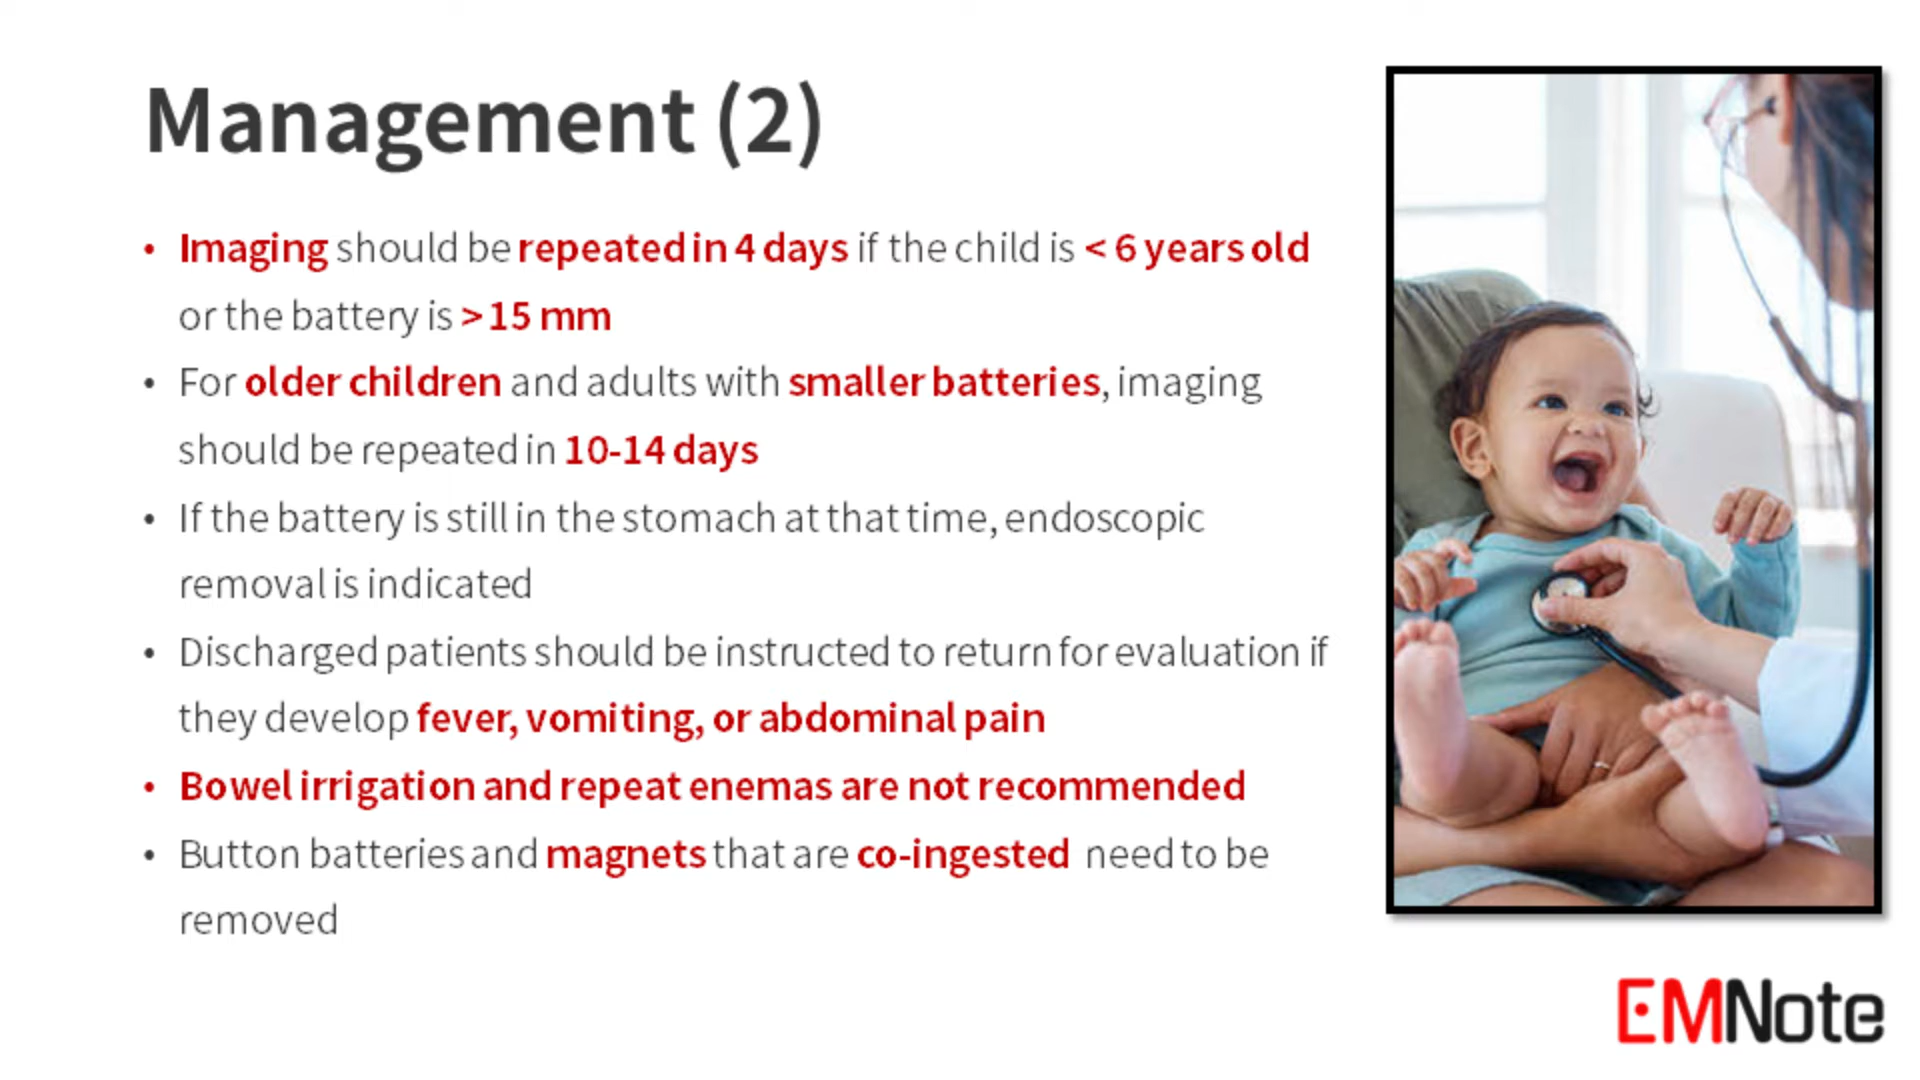 Management (2)
• Imaging should be repeated in 4 days if the child is < 6 years old
or the battery is > 15 mm
• For older children and adults with smaller batteries, imaging
should be repeated in 10-14 days
• If the battery is still in the stomach at that time, endoscopic
removal is indicated
• Discharged patients should be instructed to return for evaluation if
they develop fever, vomiting, or abdominal pain
• Bowel irrigation and repeat enemas are not recommended
• Button batteries and magnets that are co-ingested need to be
removed
EMNote